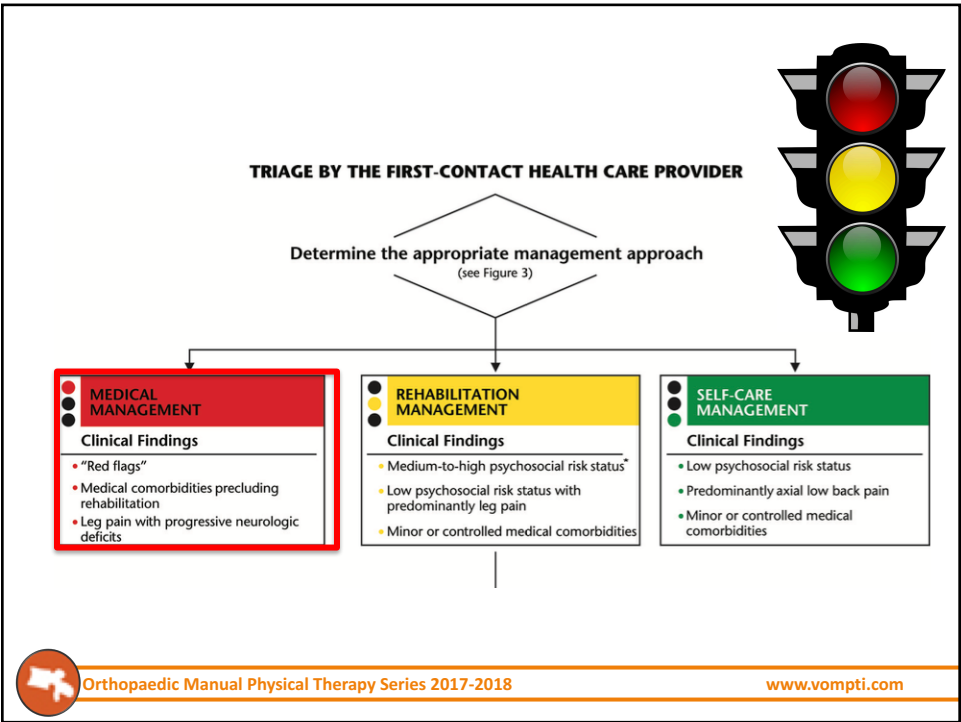 TRIAGE BY THE FIRST-CONTACT HEALTH CARE PROVIDER
Determine the appropriate management approach
(see Figure 3)
MEDICAL
MANAGEMENT
Clinical Findings
• "Red flags"
• Medical comorbidities precluding
rehabilitation
• Leg pain with progressive neurologic
deficits
REHABILITATION
MANAGEMENT
Clinical Findings
• Medium-to-high psychosocial risk status*
• Low psychosocial risk status with
predominantly leg pain
• Minor or controlled medical comorbidities
SELF-CARE
MANAGEMENT
Clinical Findings
• Low psychosocial risk status
• Predominantly axial low back pain
• Minor or controlled medical
comorbidities
Orthopaedic Manual Physical Therapy Series 2017-2018
www.vompti.com